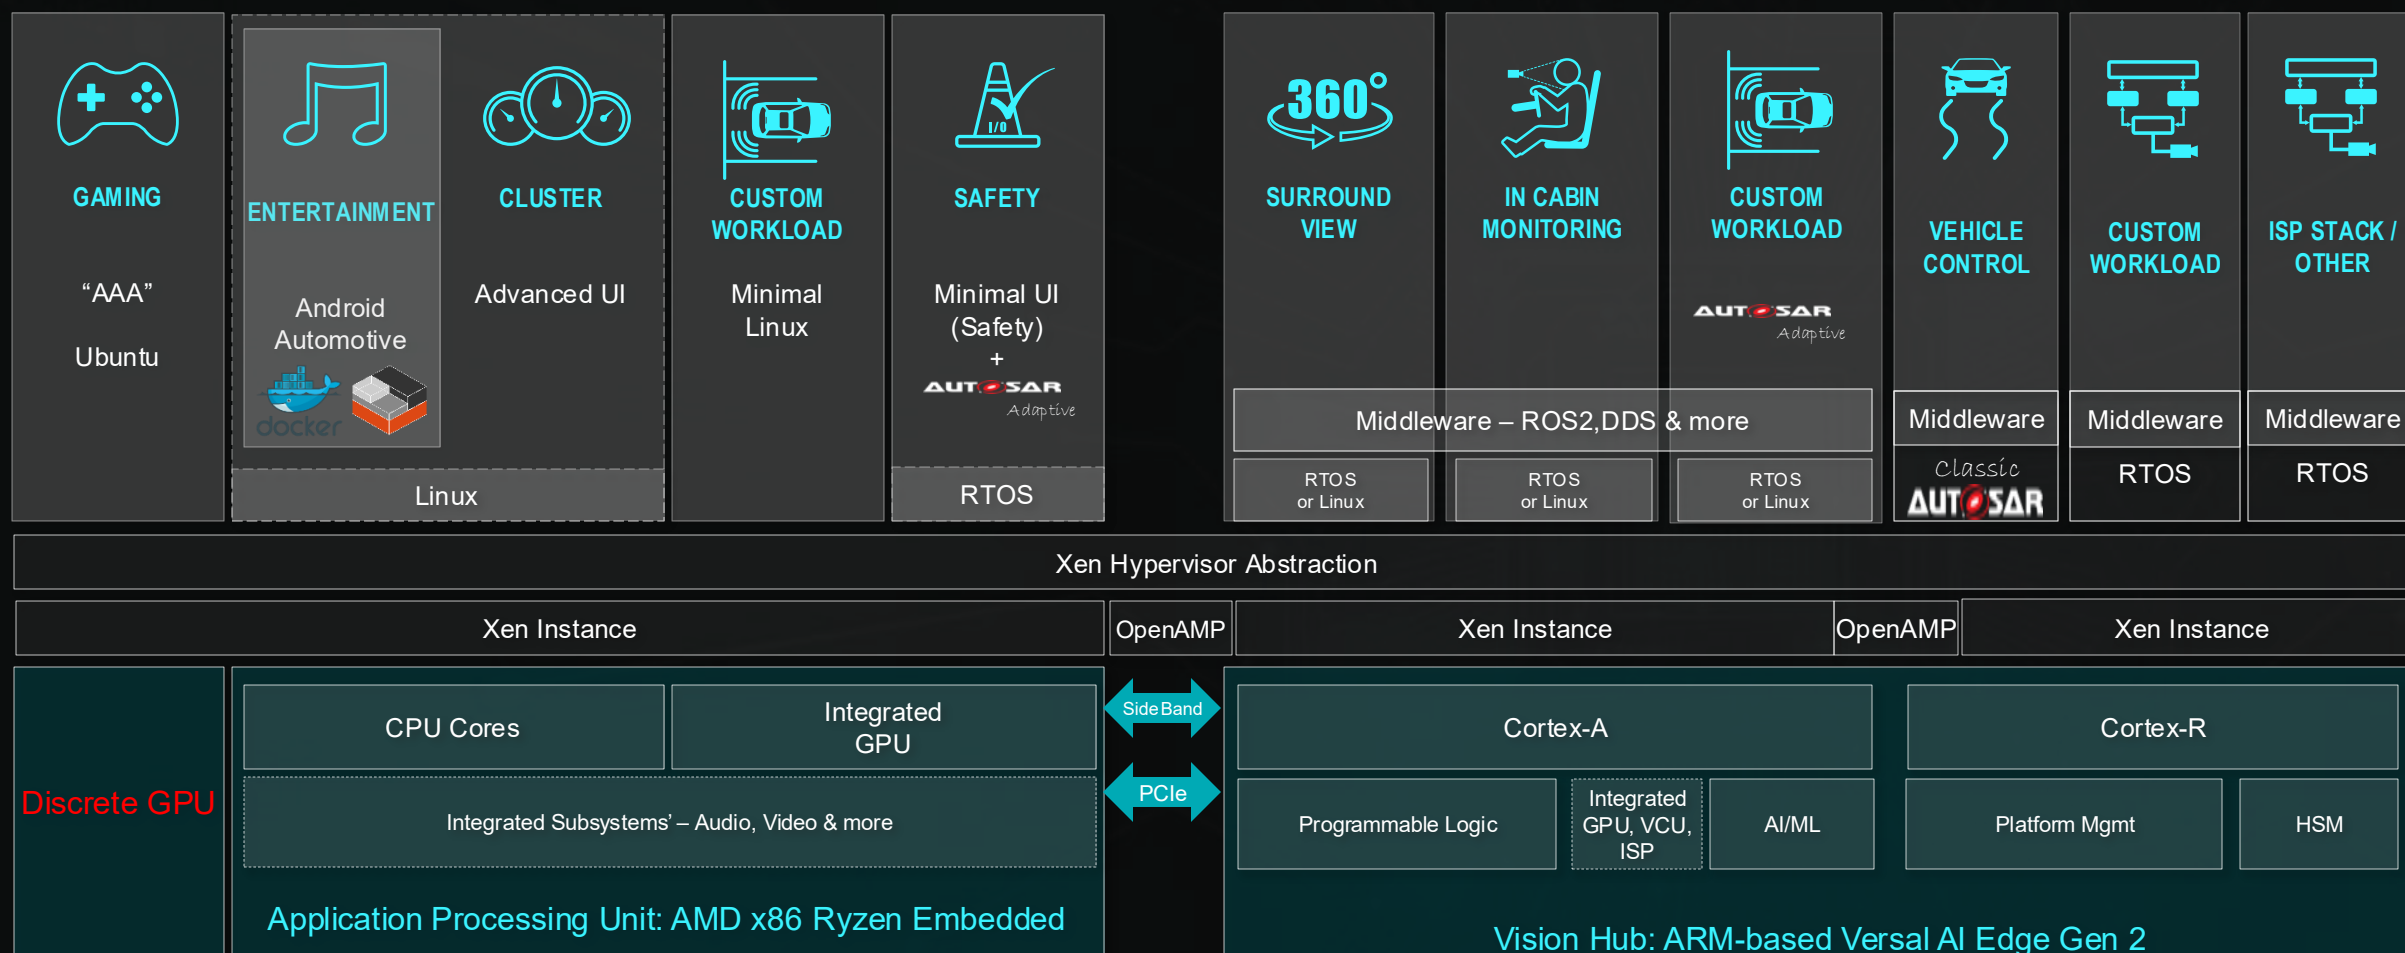 GAMING
"AAA"
Ubuntu
ENTERTAINMENT
Android
Automotive
docker
CLUSTER
Advanced UI
Linux
CUSTOM
WORKLOAD
Minimal
Linux
I/O
SAFETY
Minimal UI
(Safety)
+
AUTOSAR
Adaptive
RTOS
360°
SURROUND
VIEW
IN CABIN
MONITORING
CUSTOM
WORKLOAD
AUTOSAR
Adaptive
Middleware – ROS2,DDS & more
RTOS
or Linux
RTOS
or Linux
RTOS
or Linux
VEHICLE
CONTROL
Middleware
Classic
AUTOSAR
CUSTOM
WORKLOAD
Middleware
RTOS
ISP STACK /
OTHER
Middleware
RTOS
Xen Hypervisor Abstraction
Xen Instance
OpenAMP
Xen Instance
OpenAMP
Xen Instance
Discrete GPU
CPU Cores
Integrated
GPU
Integrated Subsystems' – Audio, Video & more
Application Processing Unit: AMD x86 Ryzen Embedded
SideBand
PCIe
Cortex-A
Cortex-R
Programmable Logic
Integrated
GPU, VCU,
ISP
AI/ML
Platform Mgmt
HSM
Vision Hub: ARM-based Versal AI Edge Gen 2